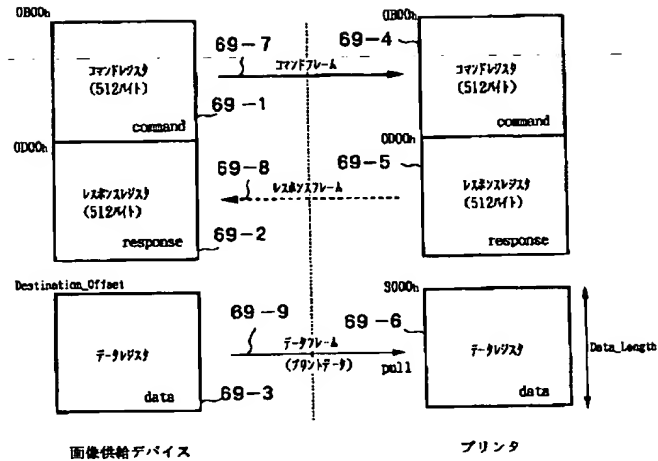 0B00h
コマンドレジスタ
(512バイト)
command
69-1
0D00h
レスポンスレジスタ
(512バイト)
response
69-2
69-7
コマンドフレーム
69-8
レスポンスフレーム
0B00h
69-4
コマンドレジスタ
(512バイト)
command
0D00h
69-5
レスポンスレジスタ
(512バイト)
response
Destination_Offset
データレジスタ
data
69-3
69-9
データフレーム
(プリントデータ)
pull
3000h
69-6
データレジスタ
data
Data_Length
画像供給デバイス
プリンタ